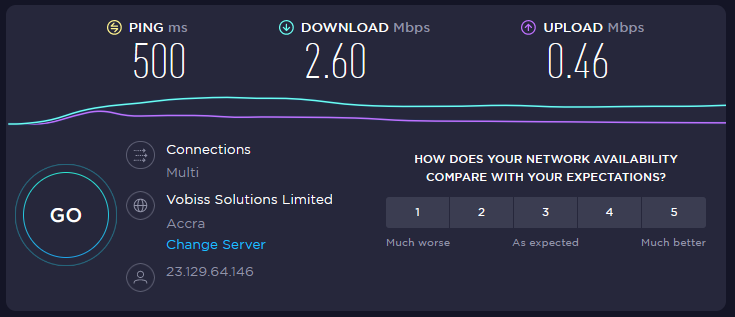 PING ms
500
DOWNLOAD Mbps
2.60
UPLOAD Mbps
0.46
GO
Connections
Multi
Vobiss Solutions Limited
Accra
Change Server
23.129.64.146
HOW DOES YOUR NETWORK AVAILABILITY
COMPARE WITH YOUR EXPECTATIONS?
1 2 3 4 5
Much worse As expected Much better